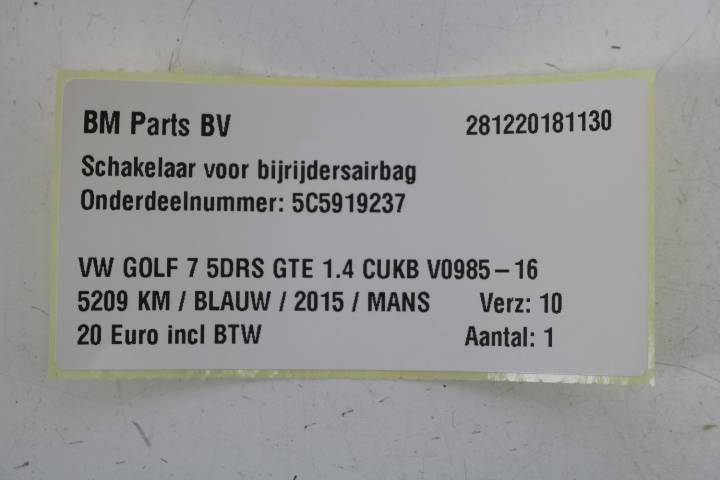 BM Parts BV 281220181130
Schakelaar voor bijrijdersairbag
Onderdeelnummer: 5C5919237
VW GOLF 7 5DRS GTE 1.4 CUKB V0985-16
5209 KM / BLAUW / 2015 / MANS Verz: 10
20 Euro incl BTW Aantal: 1